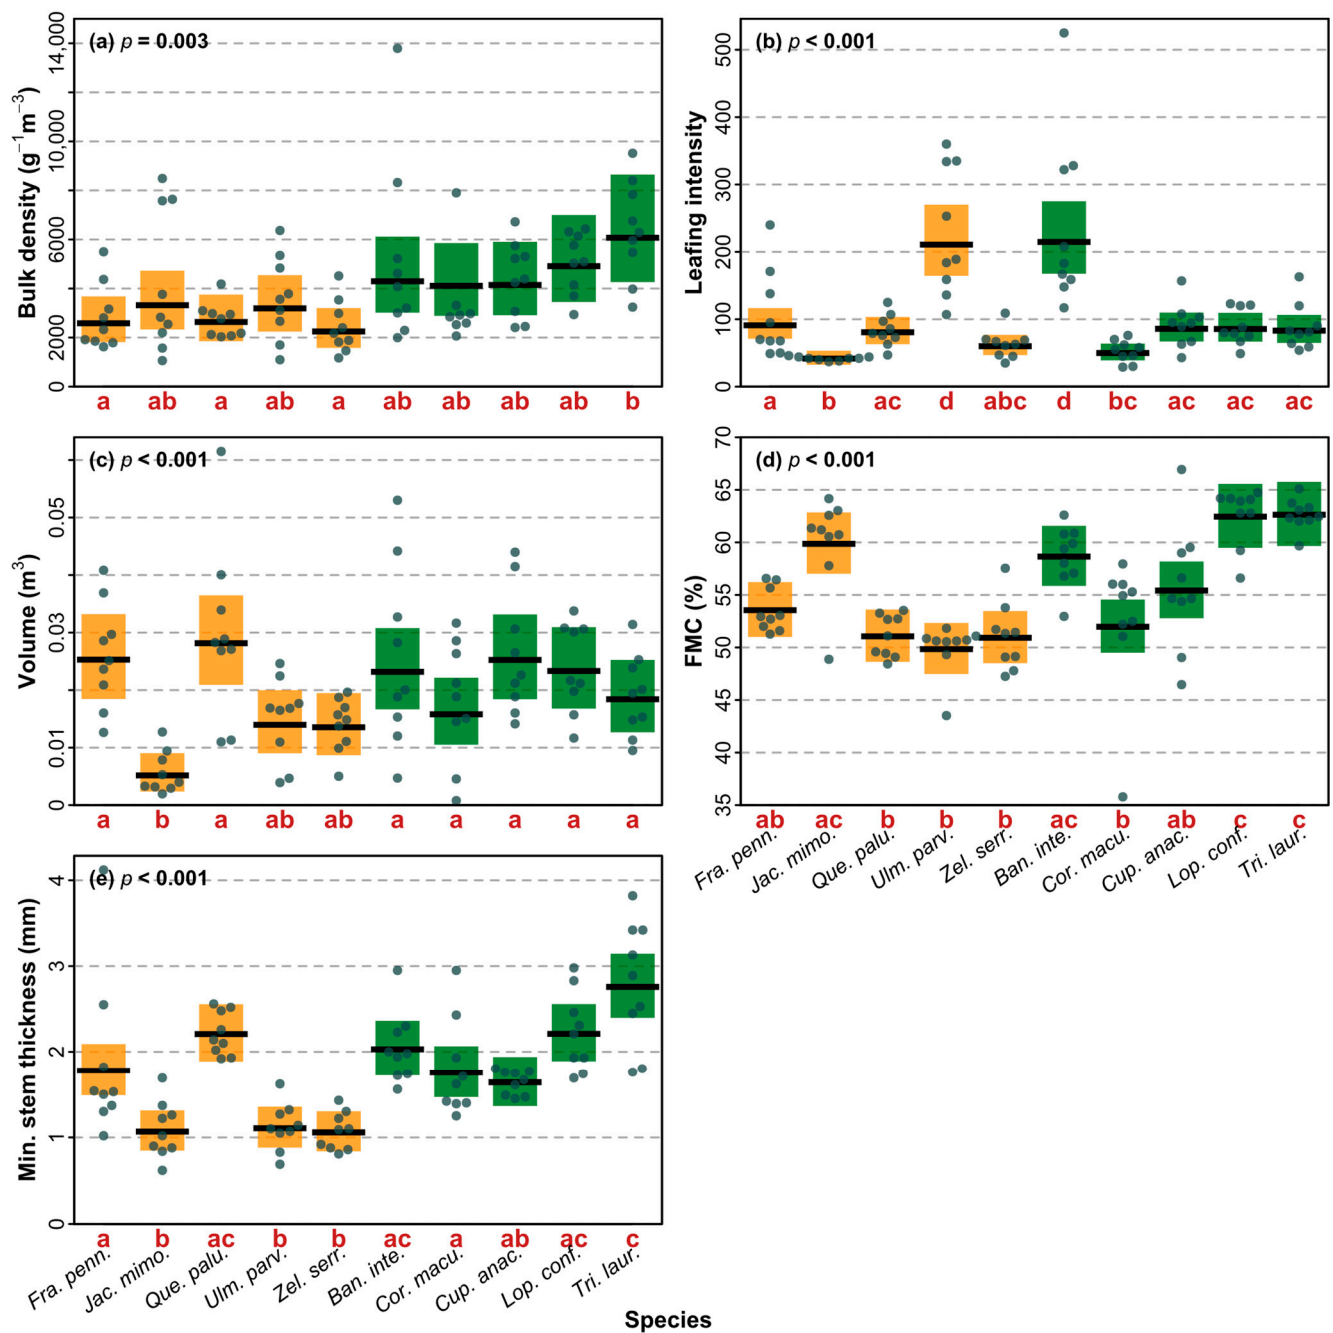 (a) p = 0.003
Bulk density (g⁻¹m⁻³)
14,000
10,000
6000
2000
0
a ab a ab a ab ab ab ab b
(b) p < 0.001
Leafing intensity
500
400
300
200
100
0
a b ac d abc d bc ac ac ac
(c) p < 0.001
Volume (m³)
0.05
0.03
0.01
0
a b a ab ab a a a a a
(d) p < 0.001
FMC (%)
70
65
60
55
50
45
40
35
ab ac b b b ac b ab c c
Fra. penn. Jac. mimo. Que. palu. Ulm. parv. Zel. serr. Ban. inte. Cor. macu. Cup. anac. Lop. conf. Tri. laur.
(e) p < 0.001
Min. stem thickness (mm)
4
3
2
1
0
a b ac b b ac a ab ac c
Fra. penn. Jac. mimo. Que. palu. Ulm. parv. Zel. serr. Ban. inte. Cor. macu. Cup. anac. Lop. conf. Tri. laur.
Species